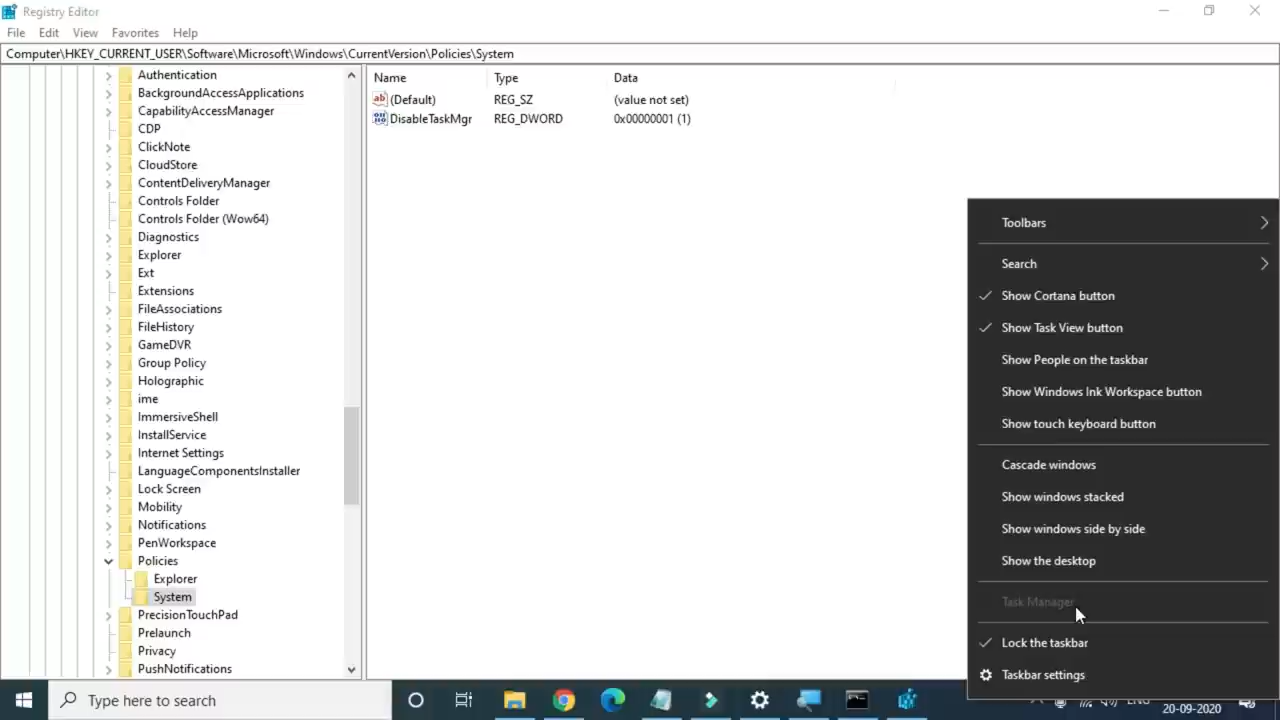 Registry Editor
File Edit View Favorites Help
Computer\HKEY_CURRENT_USER\Software\Microsoft\Windows\CurrentVersion\Policies\System
Authentication
BackgroundAccessApplications
CapabilityAccessManager
CDP
ClickNote
CloudStore
ContentDeliveryManager
Controls Folder
Controls Folder (Wow64)
Diagnostics
Explorer
Ext
Extensions
FileAssociations
FileHistory
GameDVR
Group Policy
Holographic
ime
ImmersiveShell
InstallService
Internet Settings
LanguageComponentsInstaller
Lock Screen
Mobility
Notifications
PenWorkspace
Policies
Explorer
System
PrecisionTouchPad
Prelaunch
Privacy
PushNotifications
Name Type Data
(Default) REG_SZ (value not set)
DisableTaskMgr REG_DWORD 0x00000001 (1)
Toolbars
Search
Show Cortana button
Show Task View button
Show People on the taskbar
Show Windows Ink Workspace button
Show touch keyboard button
Cascade windows
Show windows stacked
Show windows side by side
Show the desktop
Task Manager
Lock the taskbar
Taskbar settings
Type here to search
ENG
20-09-2020